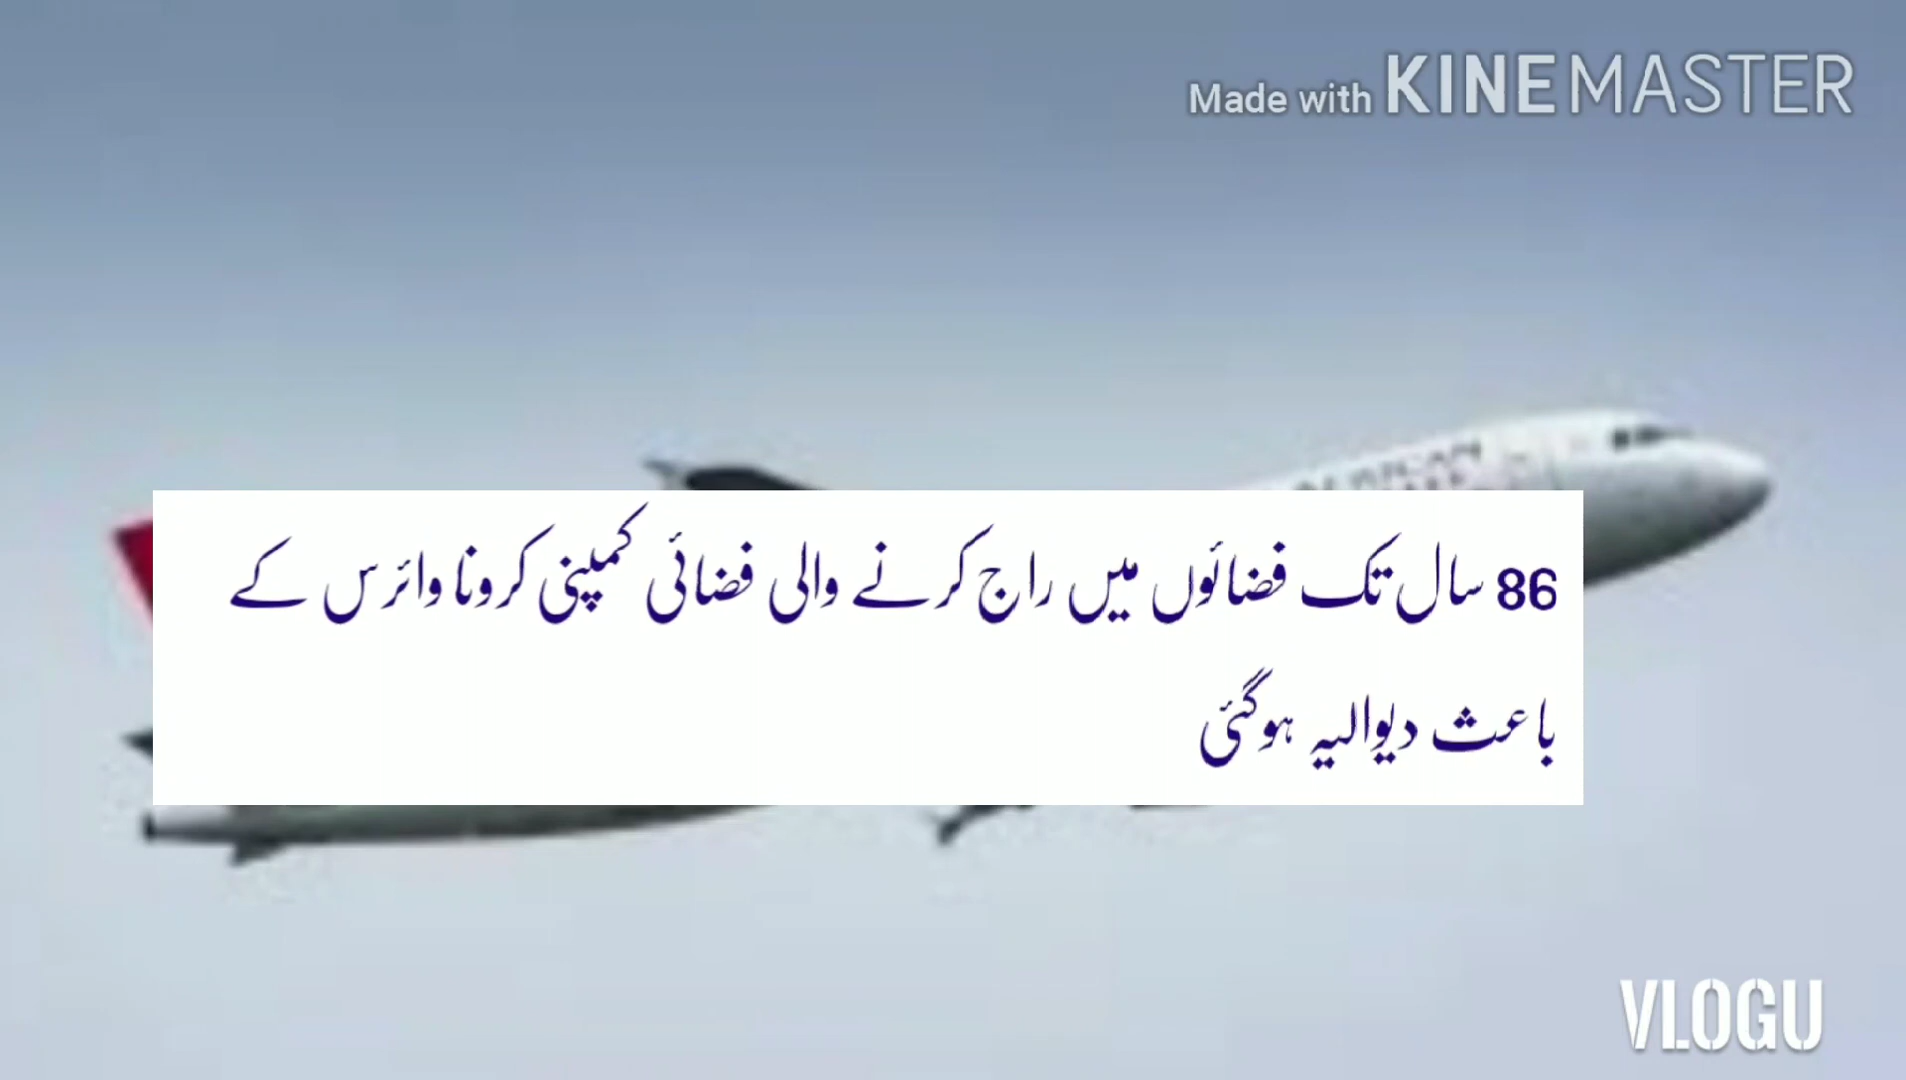 Made with KINEMASTER
86 سال تک فضائوں میں راج کرنے والی فضائی کمپنی کرونا وائرس کے
باعث دیوالیہ ہوگئی
VLOGU